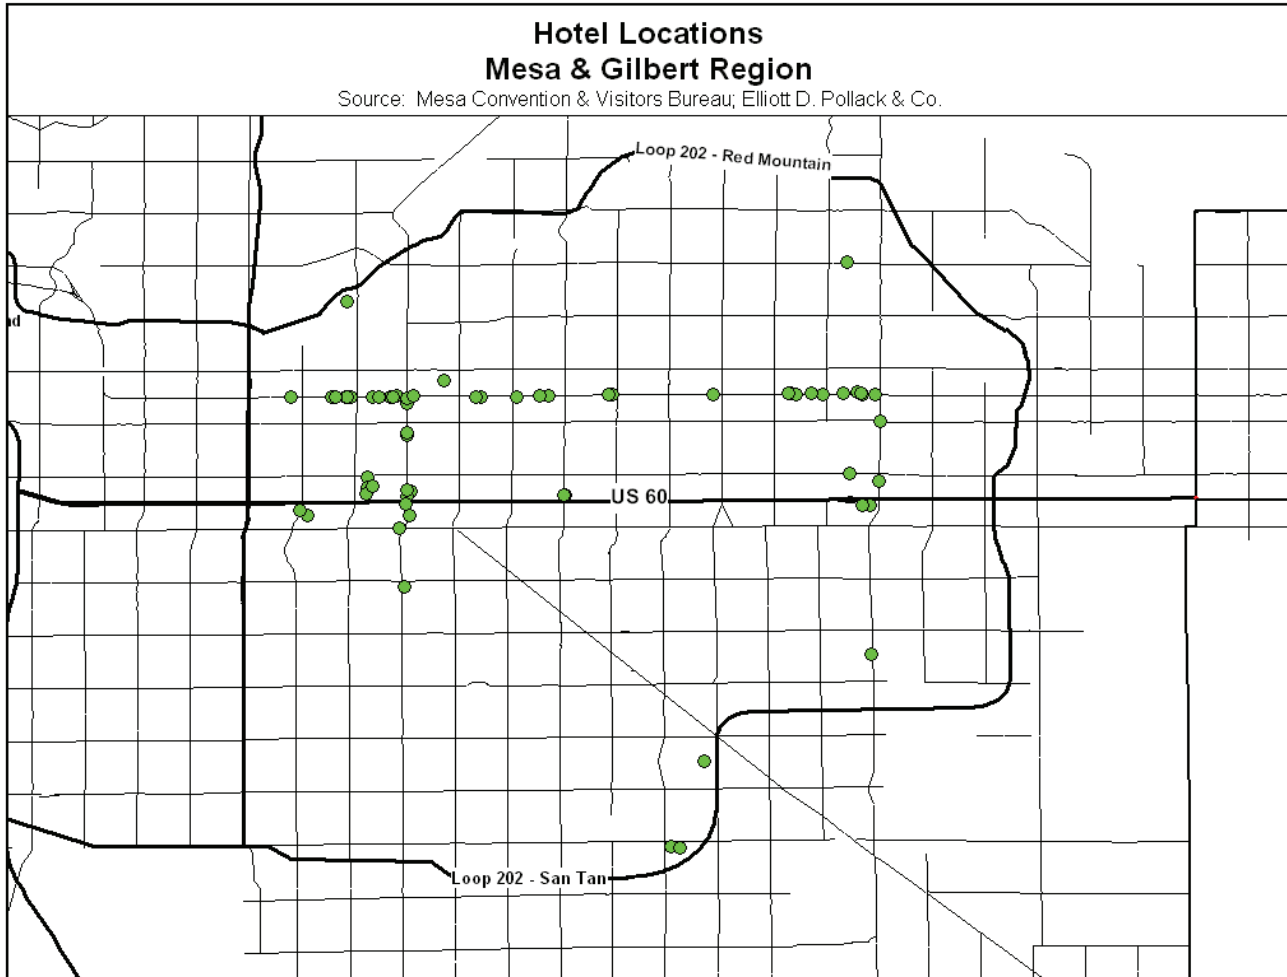 Hotel Locations
Mesa & Gilbert Region
Source: Mesa Convention & Visitors Bureau; Elliott D. Pollack & Co.
Loop 202 - Red Mountain
nd
US 60
Loop 202 - San Tan